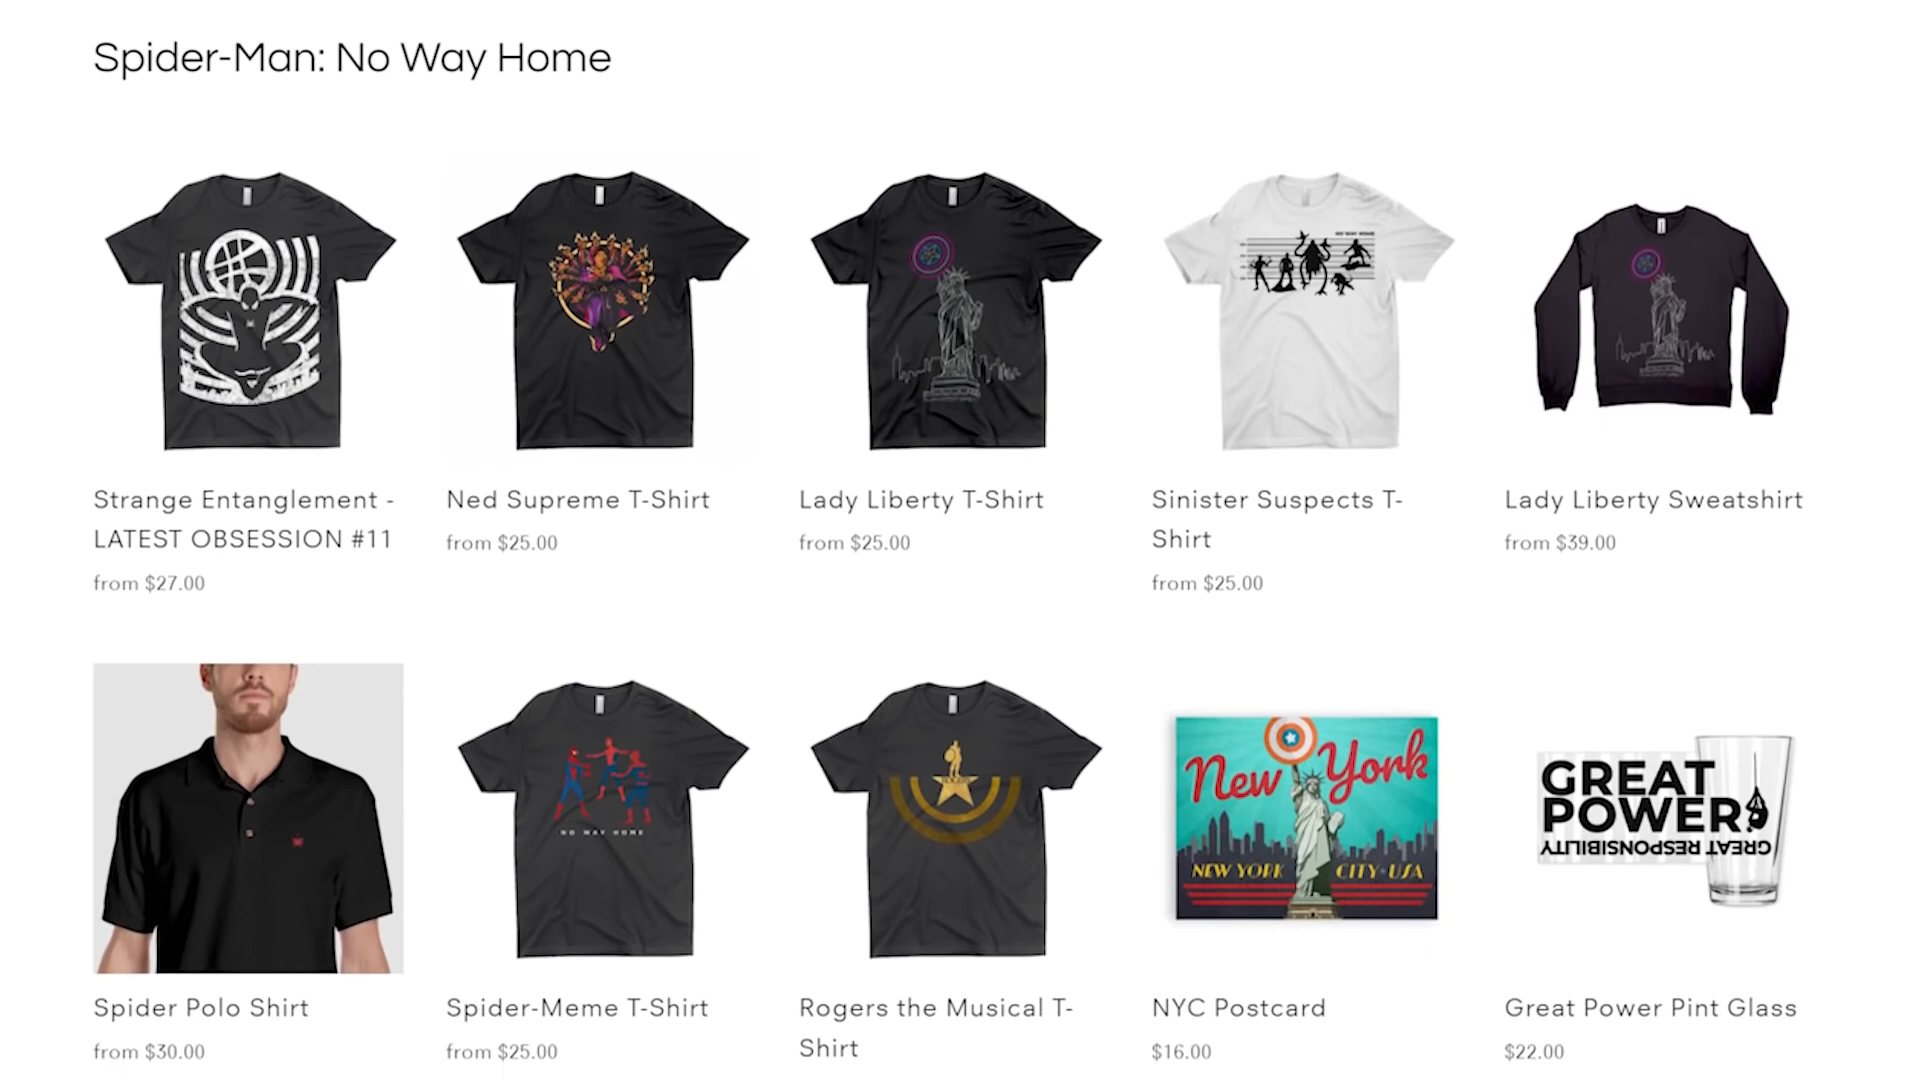 Spider-Man: No Way Home
NO WAY HOME
Strange Entanglement -
LATEST OBSESSION #11
from $27.00
Ned Supreme T-Shirt
from $25.00
Lady Liberty T-Shirt
from $25.00
Sinister Suspects T-
Shirt
from $25.00
Lady Liberty Sweatshirt
from $39.00
NO WAY HOME
ROGERS
New York
NEW YORK CITY USA
GREAT
POWER
GREAT RESPONSIBILITY
Spider Polo Shirt
from $30.00
Spider-Meme T-Shirt
from $25.00
Rogers the Musical T-
Shirt
NYC Postcard
$16.00
Great Power Pint Glass
$22.00